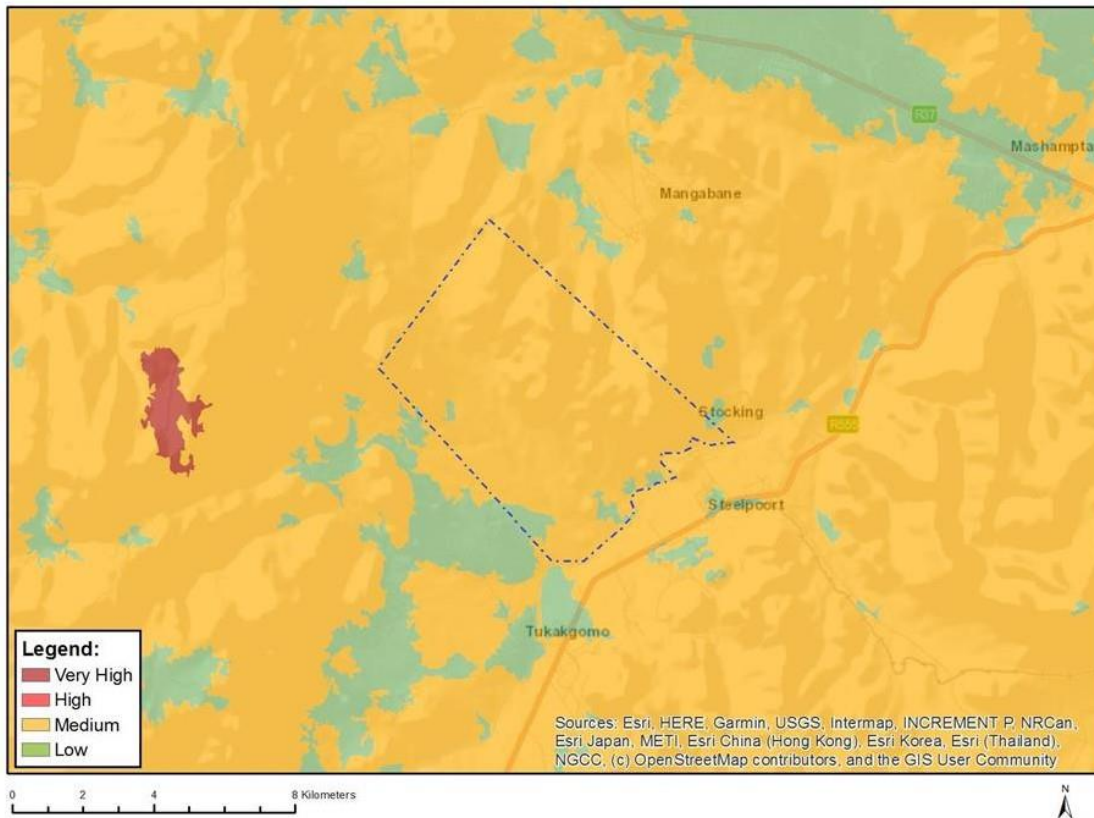 R37
Mashampta
Mangabane
Stocking
R555
Steelpoort
Tukakgomo
Legend:
Very High
High
Medium
Low
Sources: Esri, HERE, Garmin, USGS, Intermap, INCREMENT P, NRCan,
Esri Japan, METI, Esri China (Hong Kong), Esri Korea, Esri (Thailand),
NGCC, (c) OpenStreetMap contributors, and the GIS User Community
0 2 4 8 Kilometers
N